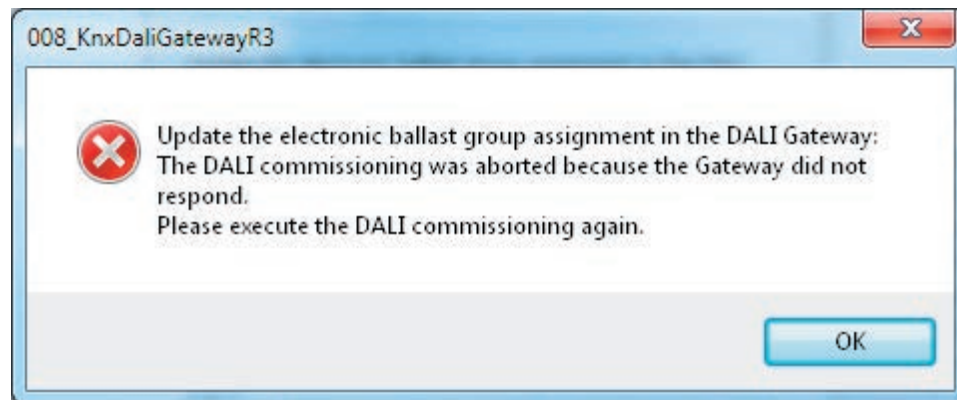 008_KnxDaliGatewayR3
Update the electronic ballast group assignment in the DALI Gateway:
The DALI commissioning was aborted because the Gateway did not
respond.
Please execute the DALI commissioning again.
OK